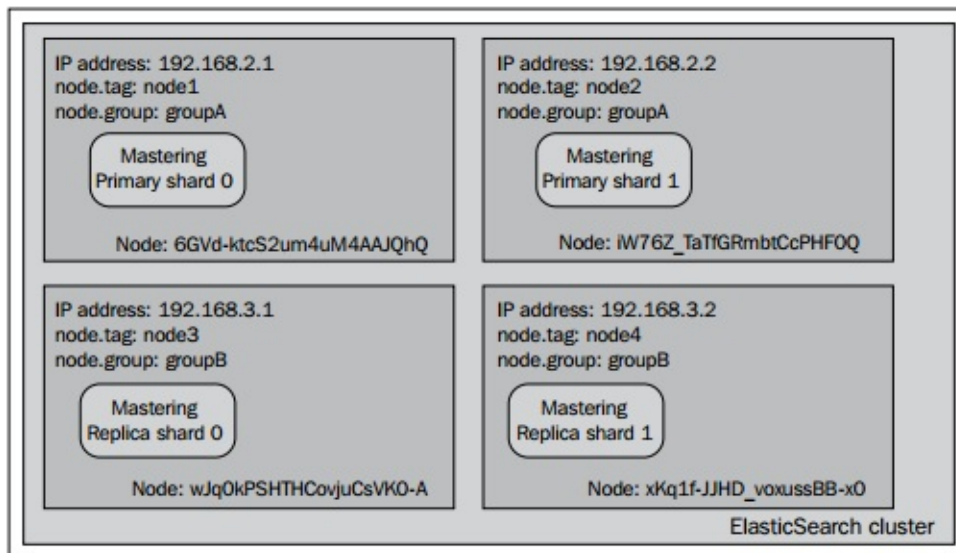 IP address: 192.168.2.1
node.tag: node1
node.group: groupA
Mastering
Primary shard 0
Node: 6GVd-ktcS2um4uM4AAJQhQ
IP address: 192.168.2.2
node.tag: node2
node.group: groupA
Mastering
Primary shard 1
Node: iW76Z_TaTfGRmbtCcPHF0Q
IP address: 192.168.3.1
node.tag: node3
node.group: groupB
Mastering
Replica shard 0
Node: wJq0kPSHTHCovjuCsVK0-A
IP address: 192.168.3.2
node.tag: node4
node.group: groupB
Mastering
Replica shard 1
Node: xKq1f-JJHD_voxussBB-x0
ElasticSearch cluster